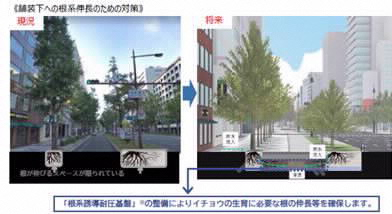 《舗装下への根系伸長のための対策》
現況
将来
根が伸びるスペースが限られている
「根系誘導耐圧基盤」※の整備によりイチョウの生育に必要な根の伸長等を確保します。